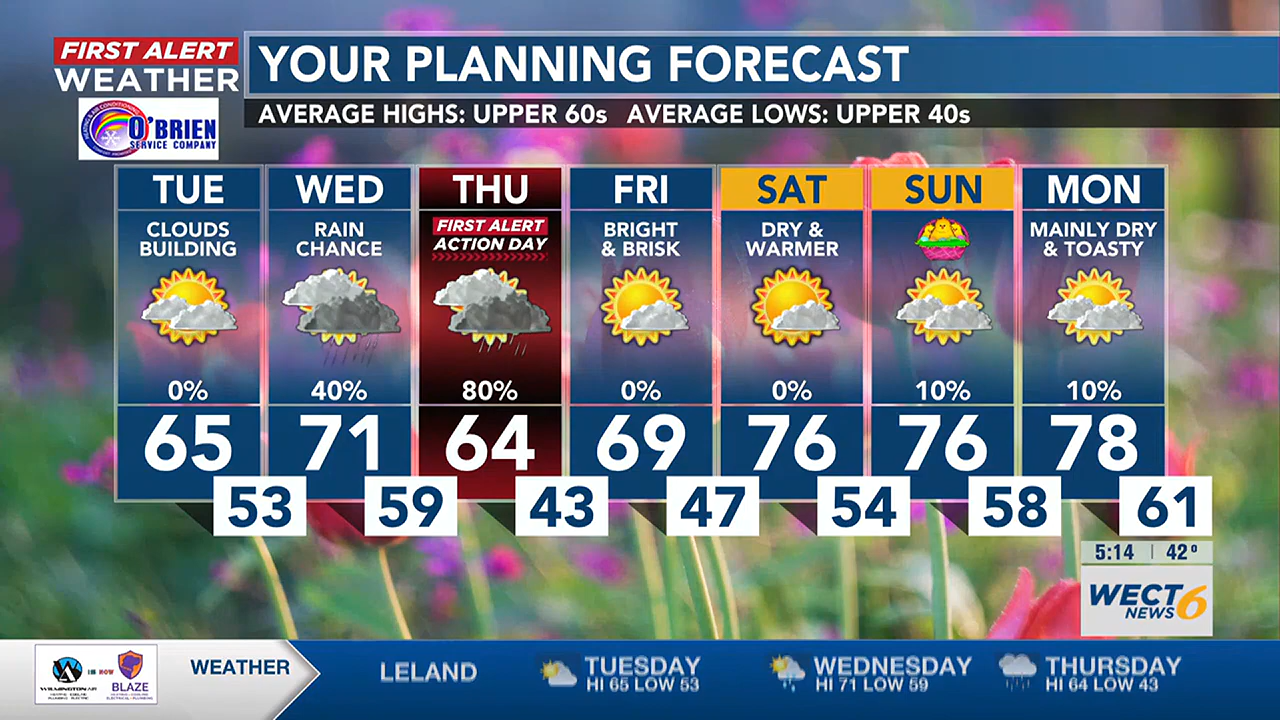 FIRST ALERT
WEATHER
O'BRIEN
SERVICE COMPANY
YOUR PLANNING FORECAST
AVERAGE HIGHS: UPPER 60s AVERAGE LOWS: UPPER 40s
TUE WED THU FRI SAT SUN MON
CLOUDS
BUILDING
RAIN
CHANCE
FIRST ALERT
ACTION DAY
BRIGHT
& BRISK
DRY &
WARMER
MAINLY DRY
& TOASTY
0% 40% 80% 0% 0% 10% 10%
65 71 64 69 76 76 78
53 59 43 47 54 58 61
5:14 | 42°
WECT 6
NEWS
WILMINGTON AIR
IS NOW
BLAZE
WEATHER
LELAND
TUESDAY
HI 65 LOW 53
WEDNESDAY
HI 71 LOW 59
THURSDAY
HI 64 LOW 43